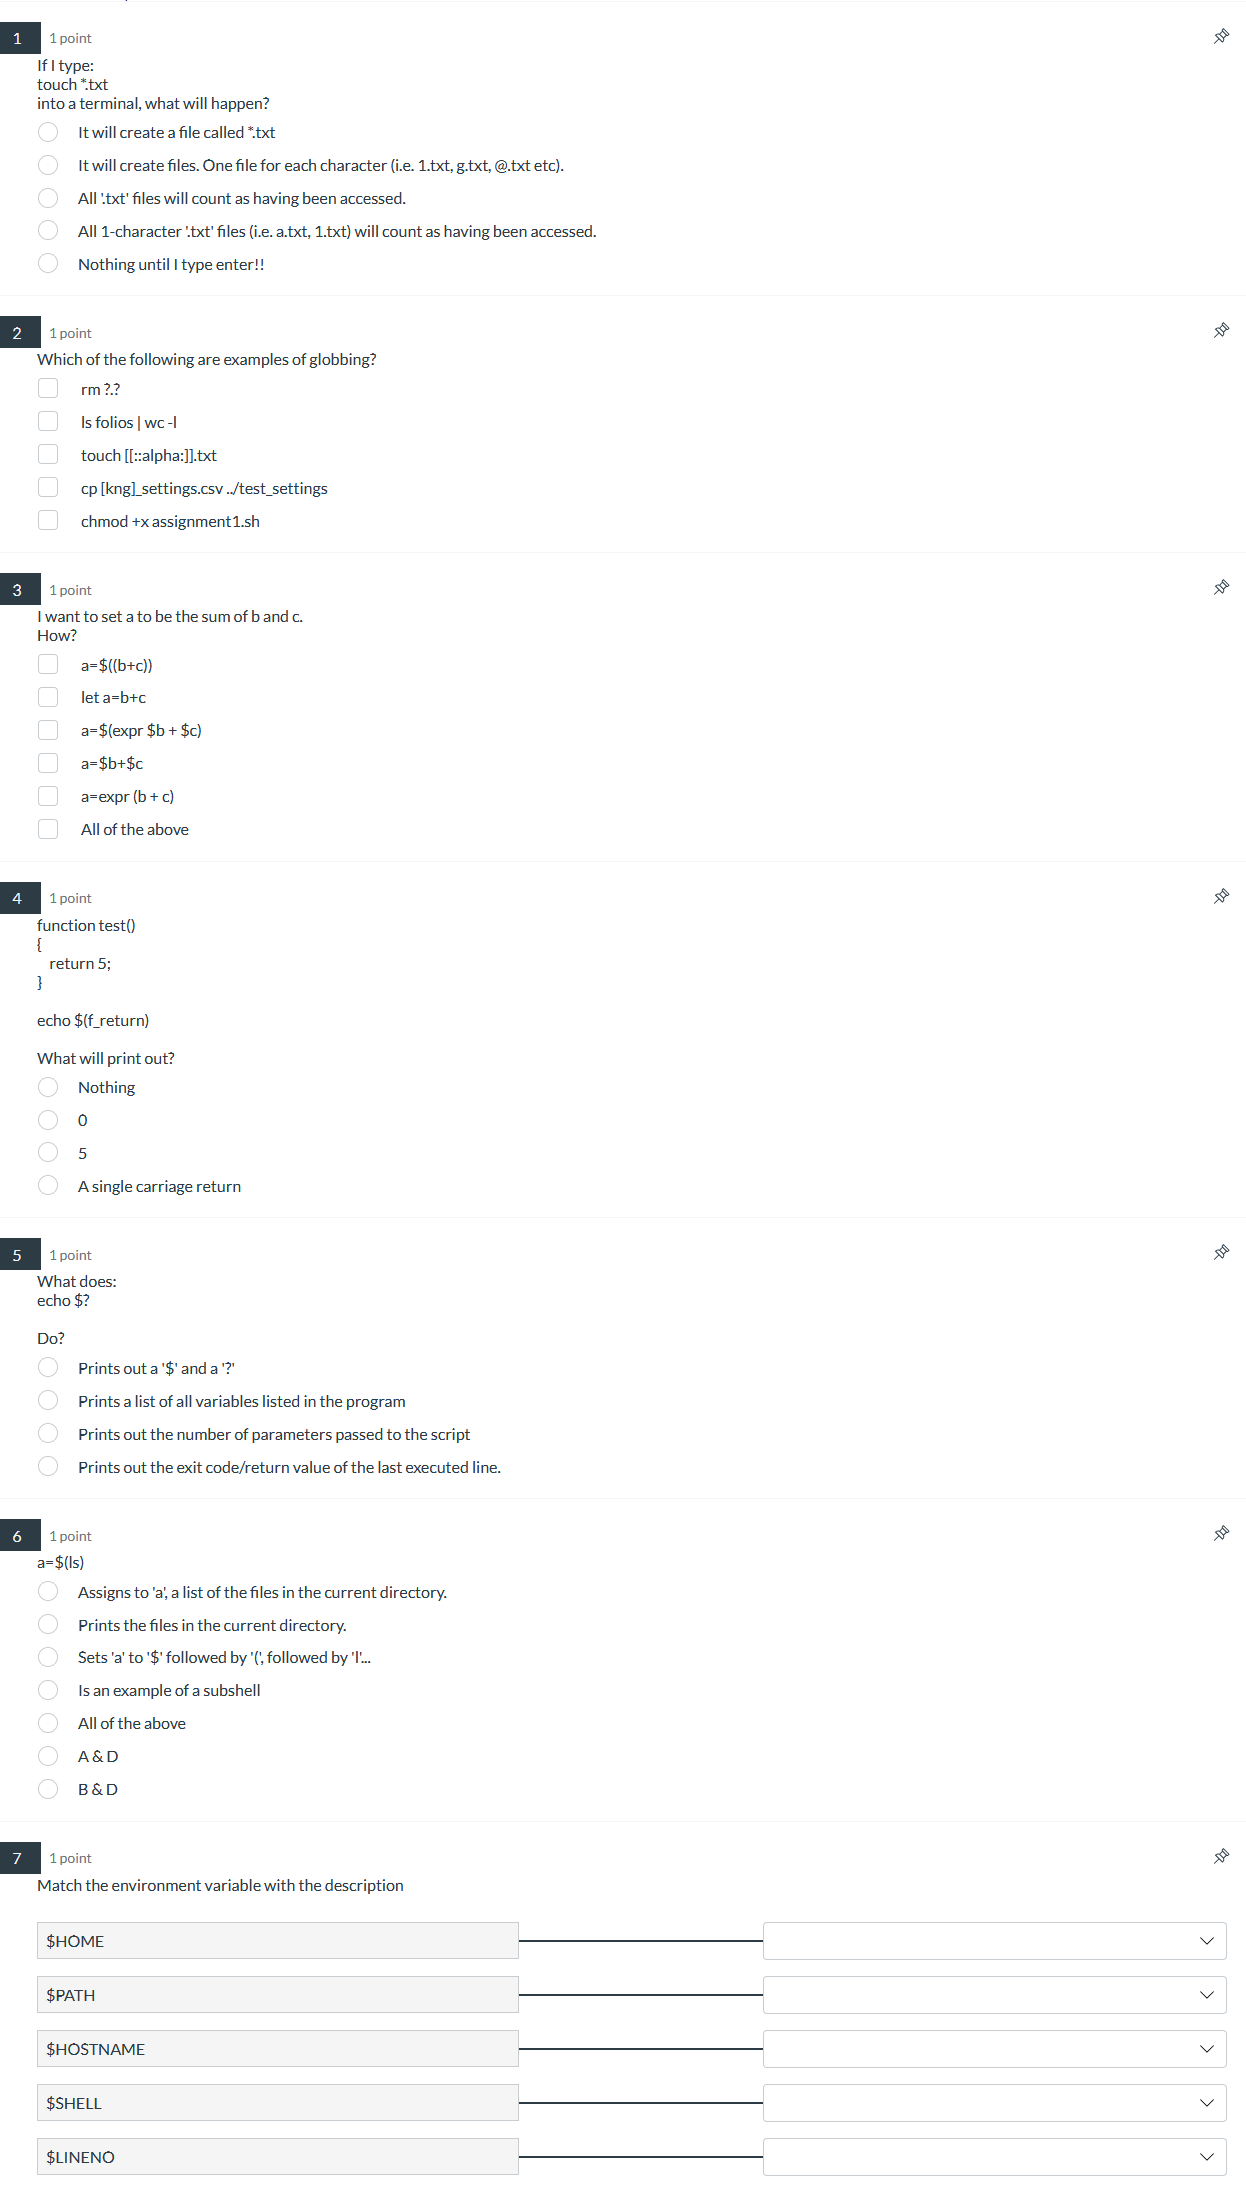 1 1 point
If I type:
touch *.txt
into a terminal, what will happen?
It will create a file called *.txt
It will create files. One file for each character (i.e. 1.txt, g.txt, @.txt etc).
All '.txt' files will count as having been accessed.
All 1-character '.txt' files (i.e. a.txt, 1.txt) will count as having been accessed.
Nothing until I type enter!!
2 1 point
Which of the following are examples of globbing?
rm ?.?
ls folios | wc -l
touch [[::alpha:]].txt
cp [kng]_settings.csv ../test_settings
chmod +x assignment1.sh
3 1 point
I want to set a to be the sum of b and c.
How?
a=$((b+c))
let a=b+c
a=$(expr $b + $c)
a=$b+$c
a=expr (b + c)
All of the above
4 1 point
function test()
{
return 5;
}
echo $(f_return)
What will print out?
Nothing
0
5
A single carriage return
5 1 point
What does:
echo $?
Do?
Prints out a '$' and a '?'
Prints a list of all variables listed in the program
Prints out the number of parameters passed to the script
Prints out the exit code/return value of the last executed line.
6 1 point
a=$(ls)
Assigns to 'a', a list of the files in the current directory.
Prints the files in the current directory.
Sets 'a' to '$' followed by '(', followed by 'l'...
Is an example of a subshell
All of the above
A & D
B & D
7 1 point
Match the environment variable with the description
$HOME
$PATH
$HOSTNAME
$SHELL
$LINENO